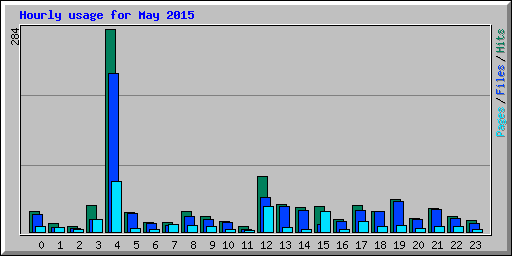 Hourly usage for May 2015
284
Pages/Files/Hits
0 1 2 3 4 5 6 7 8 9 10 11 12 13 14 15 16 17 18 19 20 21 22 23